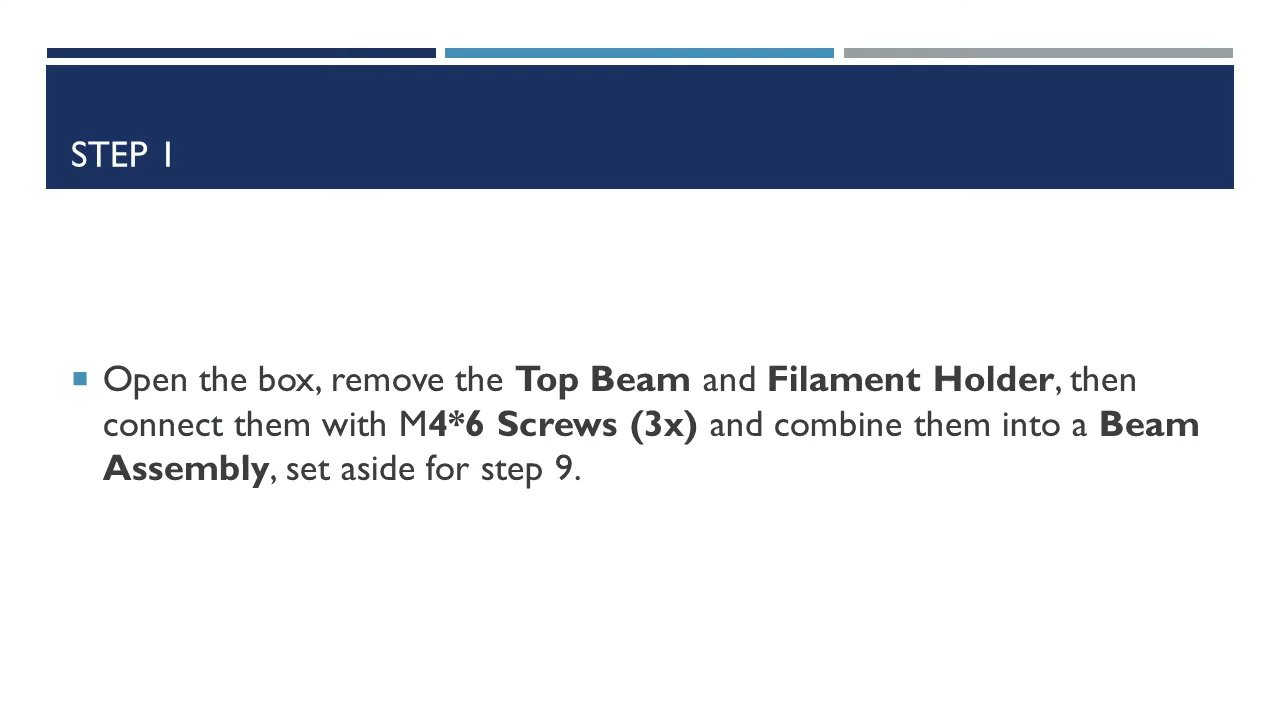 STEP 1
Open the box, remove the Top Beam and Filament Holder, then
connect them with M4*6 Screws (3x) and combine them into a Beam
Assembly, set aside for step 9.